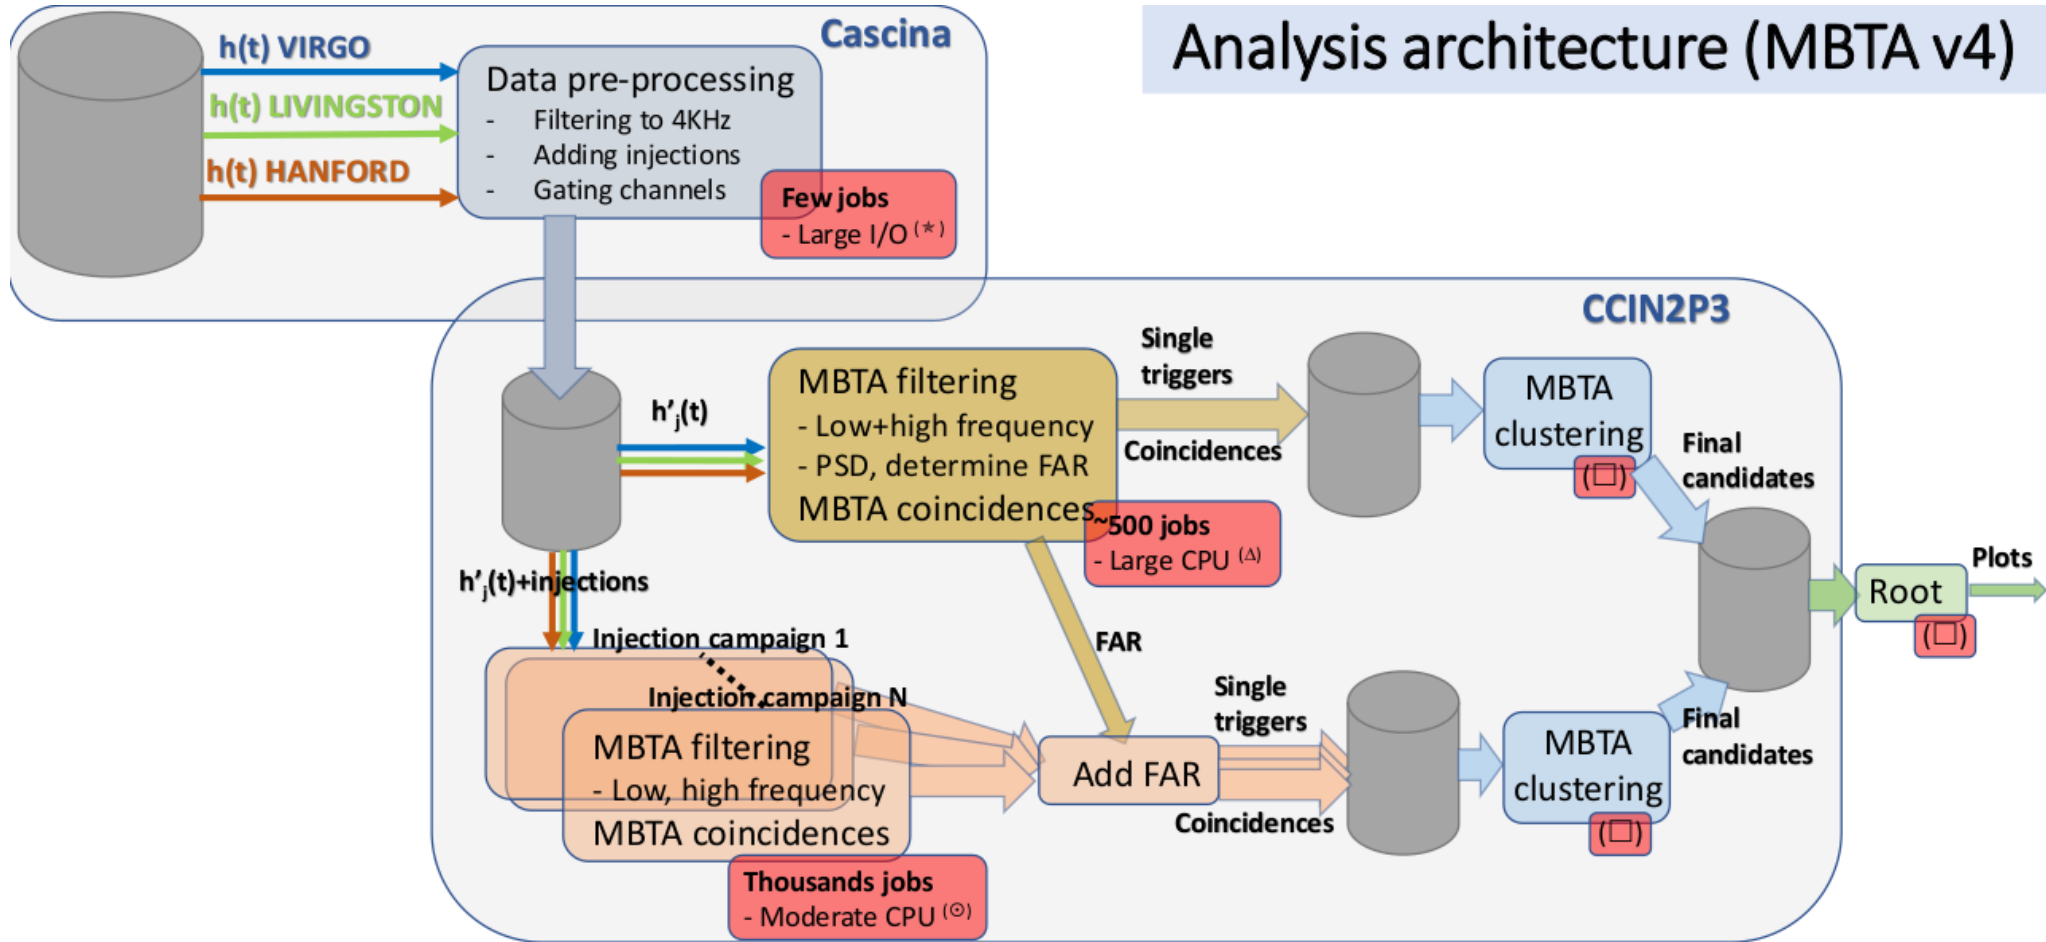 Analysis architecture (MBTA v4)
Cascina
h(t) VIRGO
h(t) LIVINGSTON
h(t) HANFORD
Data pre-processing
- Filtering to 4KHz
- Adding injections
- Gating channels
Few jobs
- Large I/O (*)
CCIN2P3
h'j(t)
MBTA filtering
- Low+high frequency
- PSD, determine FAR
MBTA coincidences
~500 jobs
- Large CPU (Δ)
Single
triggers
Coincidences
MBTA
clustering
(□)
Final
candidates
Root
(□)
Plots
h'j(t)+injections
Injection campaign 1
Injection campaign N
MBTA filtering
- Low, high frequency
MBTA coincidences
Thousands jobs
- Moderate CPU (⊙)
FAR
Add FAR
Single
triggers
Coincidences
MBTA
clustering
(□)
Final
candidates